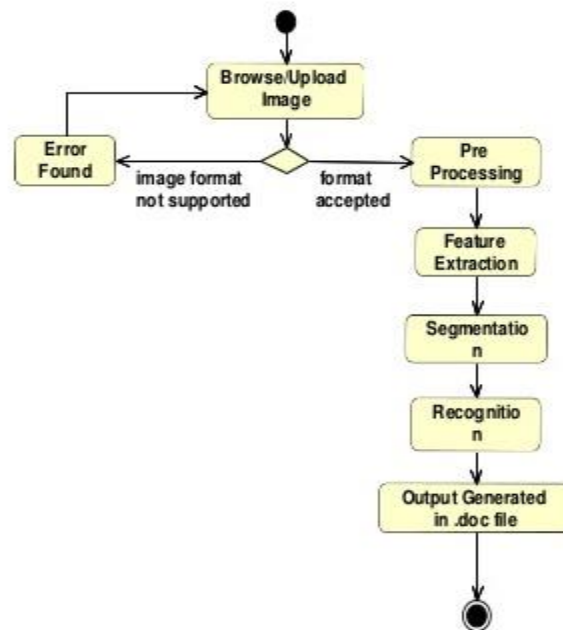 Browse/Upload
Image
Error
Found
image format
not supported
format
accepted
Pre
Processing
Feature
Extraction
Segmentatio
n
Recognitio
n
Output Generated
in .doc file